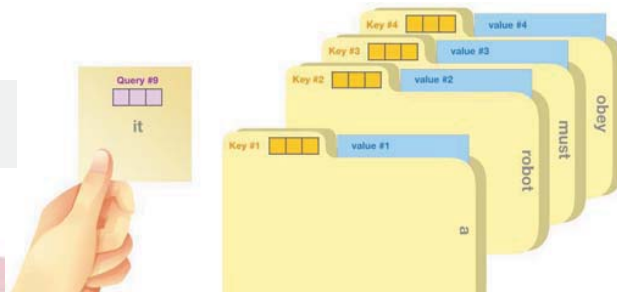 Query #9
it
Key #4 value #4
Key #3 value #3
Key #2 value #2
Key #1 value #1
obey
must
robot
a